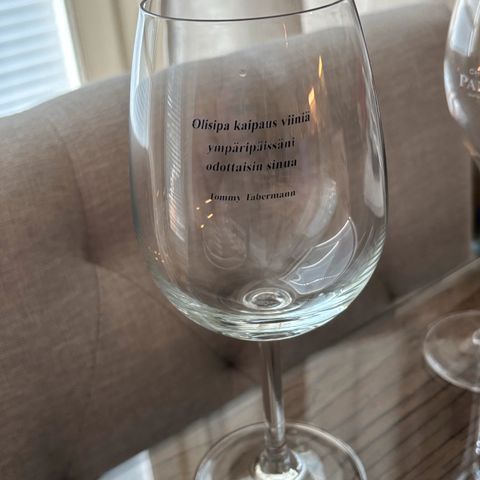 Olisipa kaipaus viiniä
ympäripäissäni
odottaisin sinua
Tommy Tabermann